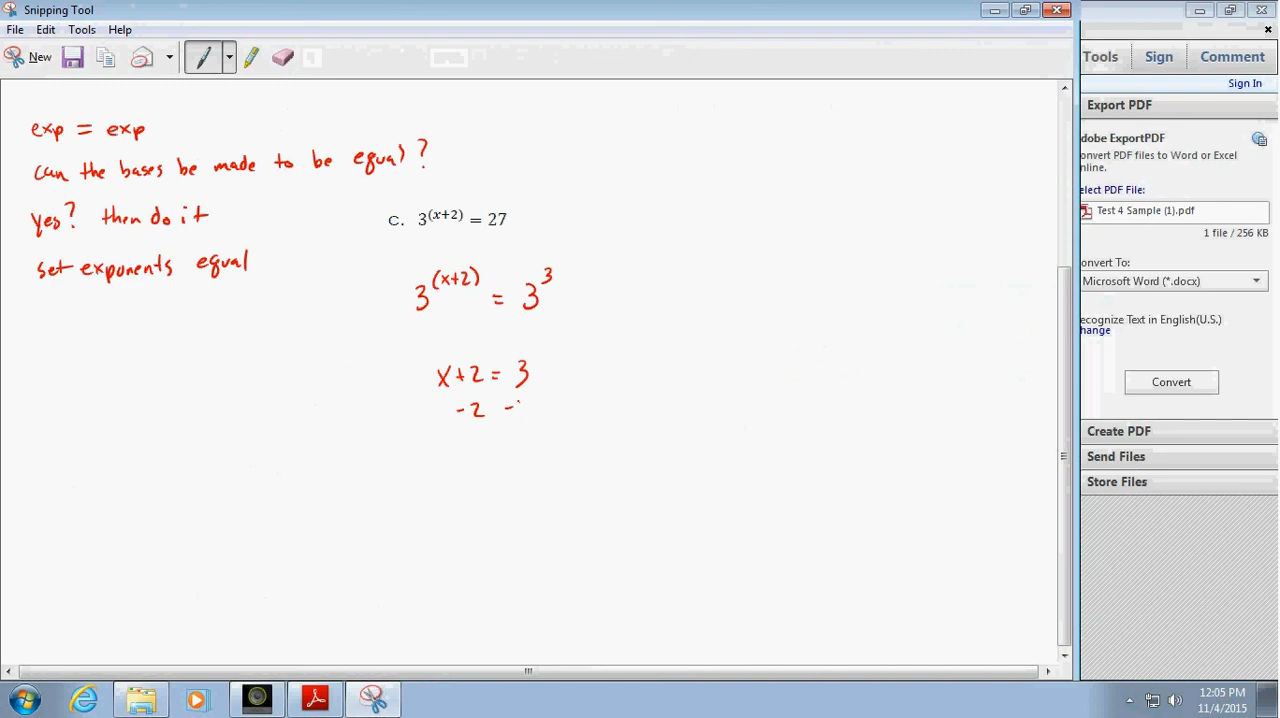 Snipping Tool
File Edit Tools Help
New
exp = exp
can the bases be made to be equal?
yes? then do it
set exponents equal
C. 3^(x+2) = 27
3^(x+2) = 3^3
x+2 = 3
-2 -
Tools Sign Comment
Sign In
Export PDF
dobe ExportPDF
onvert PDF files to Word or Excel
nline.
elect PDF File:
Test 4 Sample (1).pdf
1 file / 256 KB
onvert To:
Microsoft Word (*.docx)
ecognize Text in English(U.S.)
hange
Convert
Create PDF
Send Files
Store Files
12:05 PM
11/4/2015